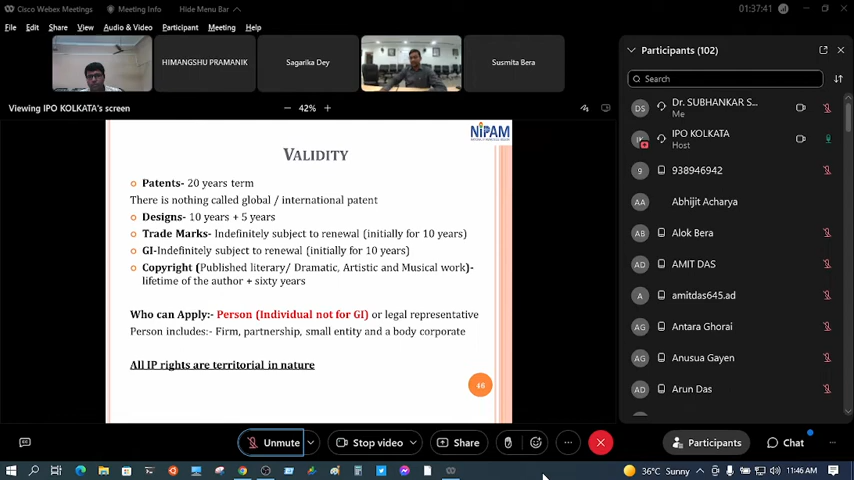 Cisco Webex Meetings
Meeting Info
Hide Menu Bar
01:37:41
File Edit Share View Audio & Video Participant Meeting Help
HIMANGSHU PRAMANIK
Sagarika Dey
Susmita Bera
Viewing IPO KOLKATA's screen
42%
NIPAM
VALIDITY
Patents- 20 years term
There is nothing called global / international patent
Designs- 10 years + 5 years
Trade Marks- Indefinitely subject to renewal (initially for 10 years)
GI-Indefinitely subject to renewal (initially for 10 years)
Copyright (Published literary/ Dramatic, Artistic and Musical work)-
lifetime of the author + sixty years
Who can Apply:- Person (Individual not for GI) or legal representative
Person includes:- Firm, partnership, small entity and a body corporate
All IP rights are territorial in nature
46
Participants (102)
Search
DS
Dr. SUBHANKAR S...
Me
IPO KOLKATA
Host
9
938946942
AA
Abhijit Acharya
AB
Alok Bera
AD
AMIT DAS
A
amitdas645.ad
AG
Antara Ghorai
AG
Anusua Gayen
AD
Arun Das
Unmute
Stop video
Share
Participants
Chat
36°C Sunny
11:46 AM